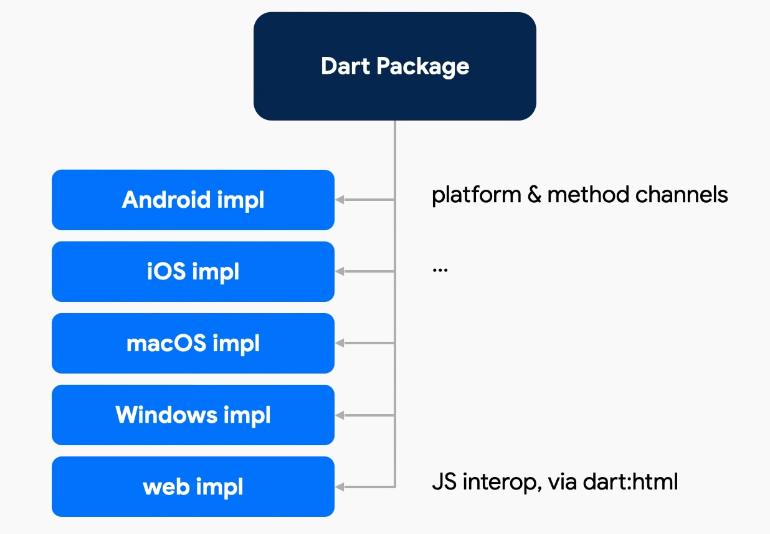 Dart Package
Android impl
platform & method channels
iOS impl
...
macOS impl
Windows impl
web impl
JS interop, via dart:html